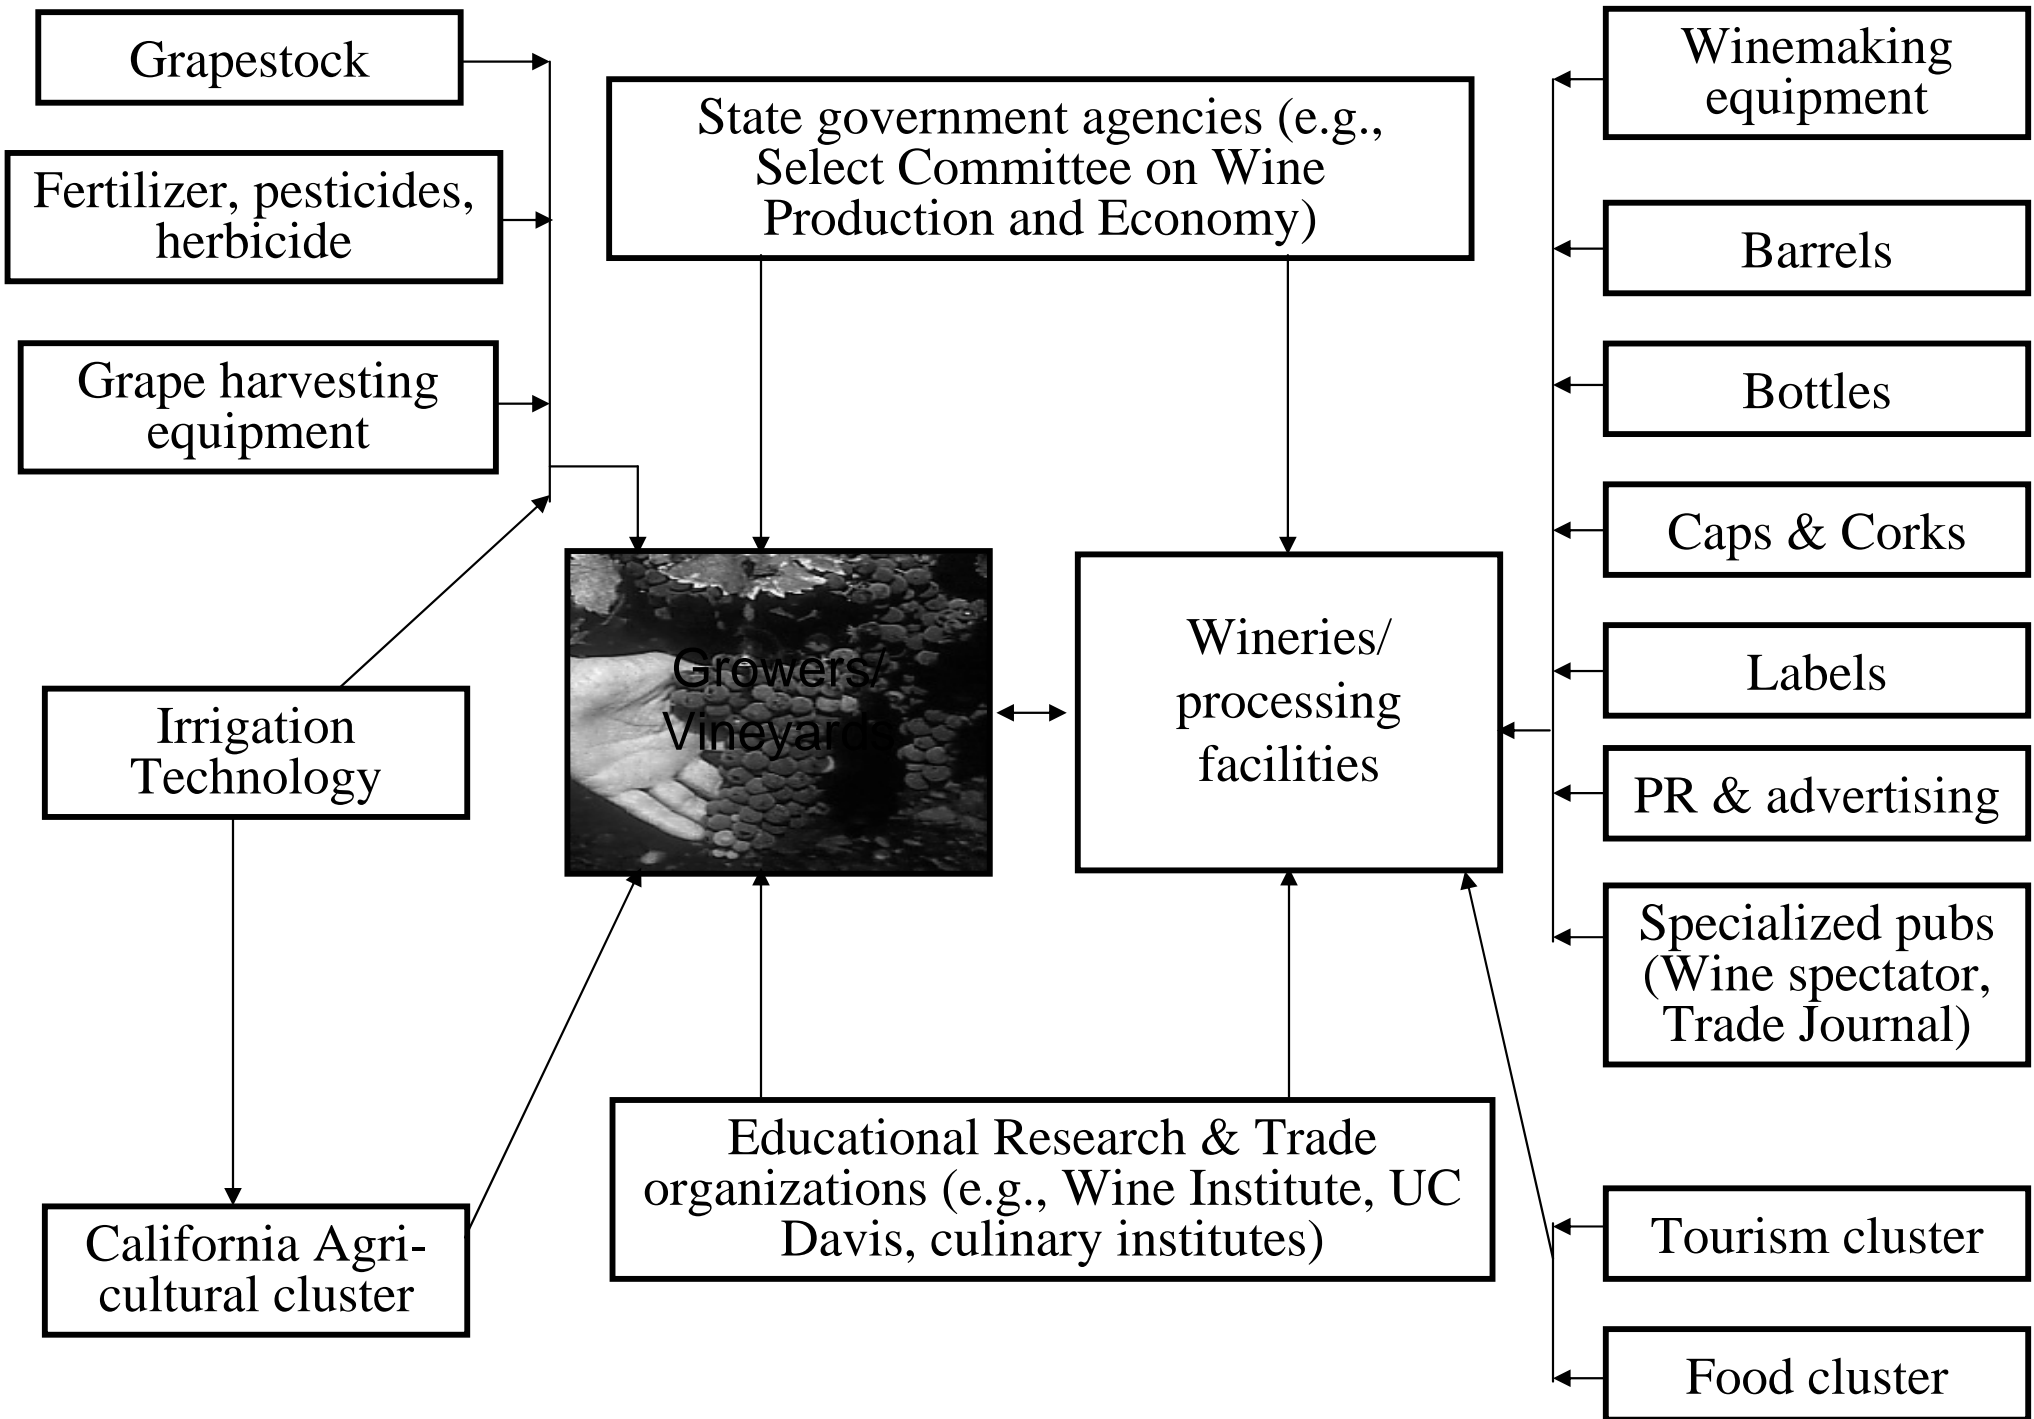 Grapestock
Fertilizer, pesticides,
herbicide
Grape harvesting
equipment
Irrigation
Technology
California Agri-
cultural cluster
State government agencies (e.g.,
Select Committee on Wine
Production and Economy)
Growers/
Vineyards
Wineries/
processing
facilities
Educational Research & Trade
organizations (e.g., Wine Institute, UC
Davis, culinary institutes)
Winemaking
equipment
Barrels
Bottles
Caps & Corks
Labels
PR & advertising
Specialized pubs
(Wine spectator,
Trade Journal)
Tourism cluster
Food cluster